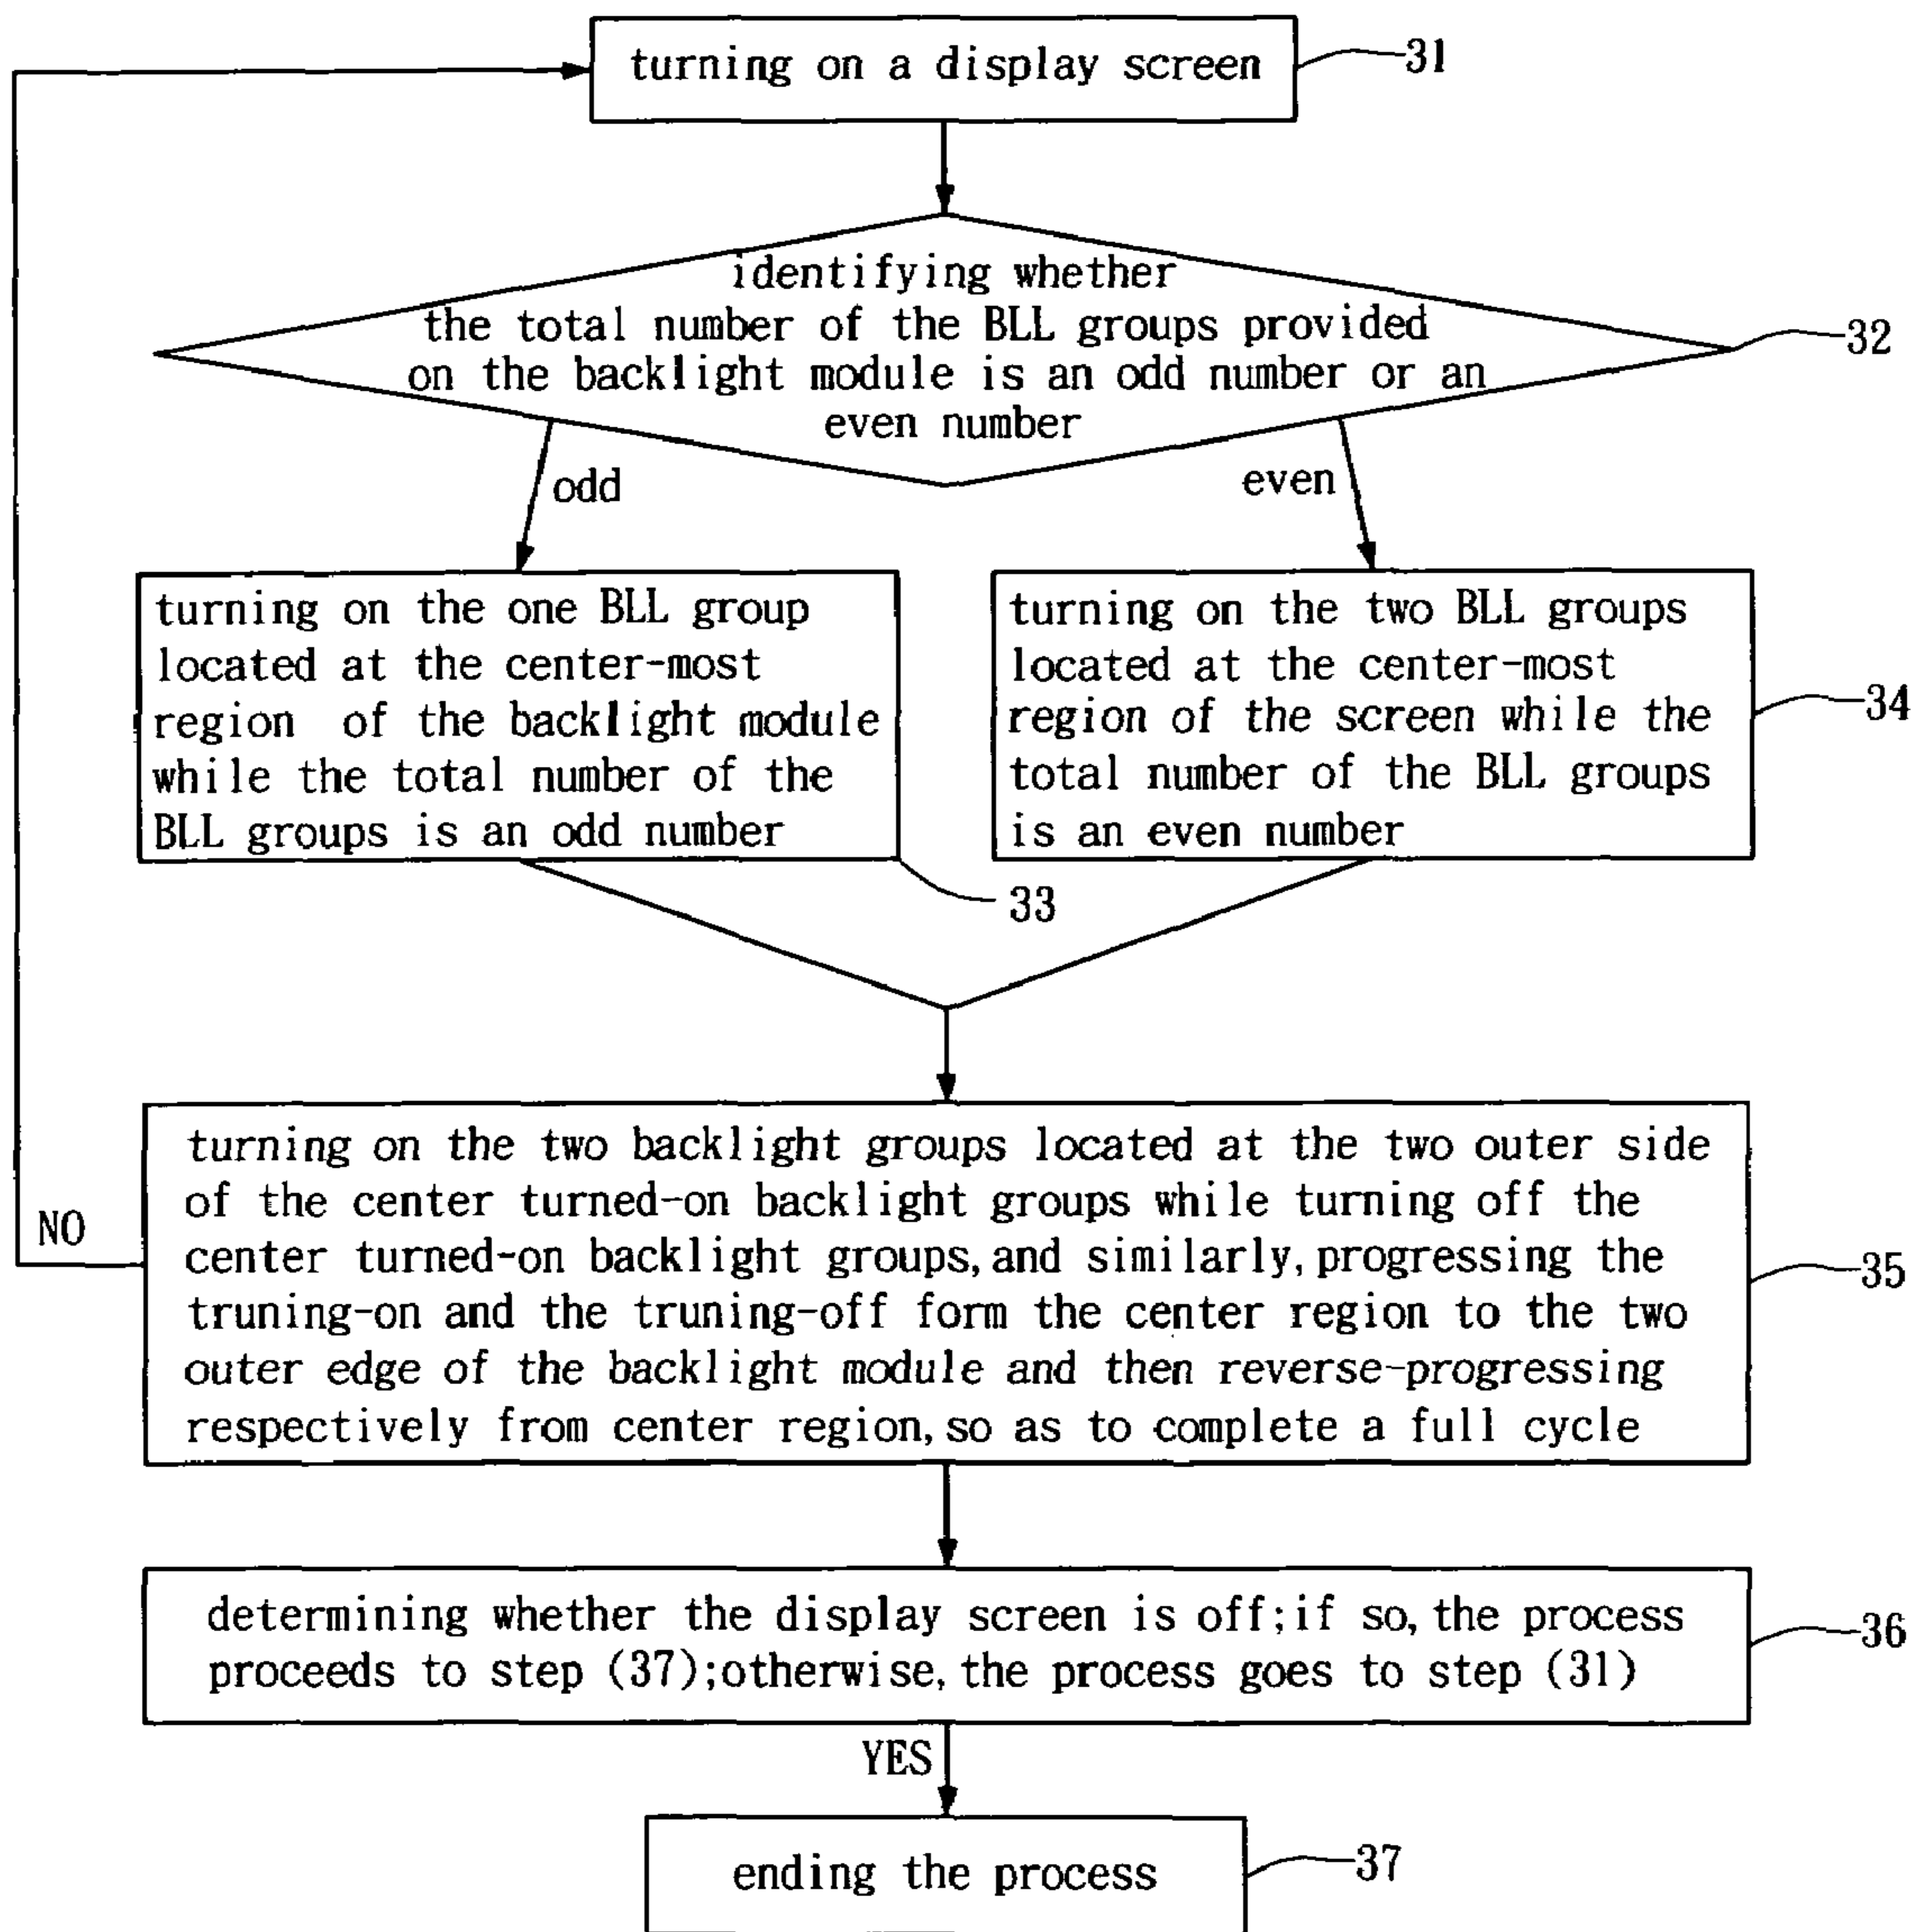 turning on a display screen
31
identifying whether
the total number of the BLL groups provided
on the backlight module is an odd number or an
even number
32
odd
even
turning on the one BLL group
located at the center-most
region of the backlight module
while the total number of the
BLL groups is an odd number
33
turning on the two BLL groups
located at the center-most
region of the screen while the
total number of the BLL groups
is an even number
34
turning on the two backlight groups located at the two outer side
of the center turned-on backlight groups while turning off the
center turned-on backlight groups,and similarly,progressing the
truning-on and the truning-off form the center region to the two
outer edge of the backlight module and then reverse-progressing
respectively from center region,so as to complete a full cycle
35
NO
determining whether the display screen is off;if so,the process
proceeds to step (37);otherwise,the process goes to step (31)
36
YES
ending the process
37